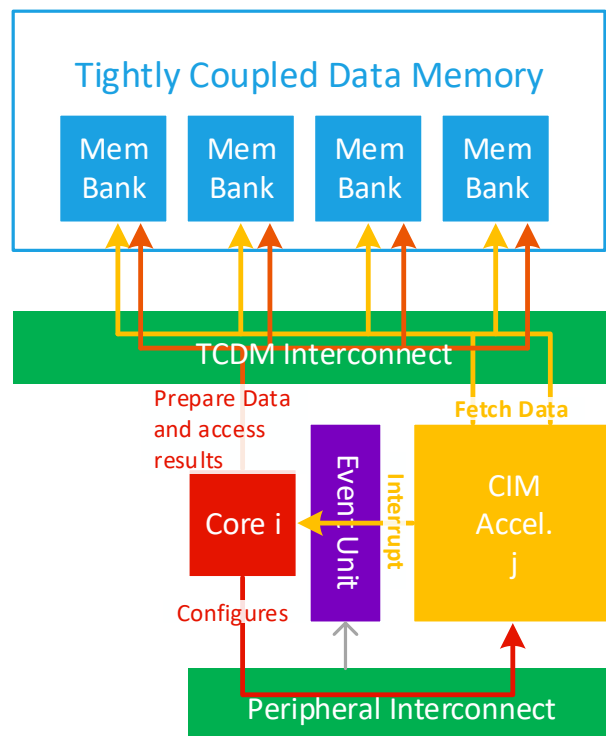 Tightly Coupled Data Memory
Mem
Bank
Mem
Bank
Mem
Bank
Mem
Bank
TCDM Interconnect
Prepare Data
and access
results
Fetch Data
Core i
Event Unit
Interrupt
CIM
Accel.
j
Configures
Peripheral Interconnect